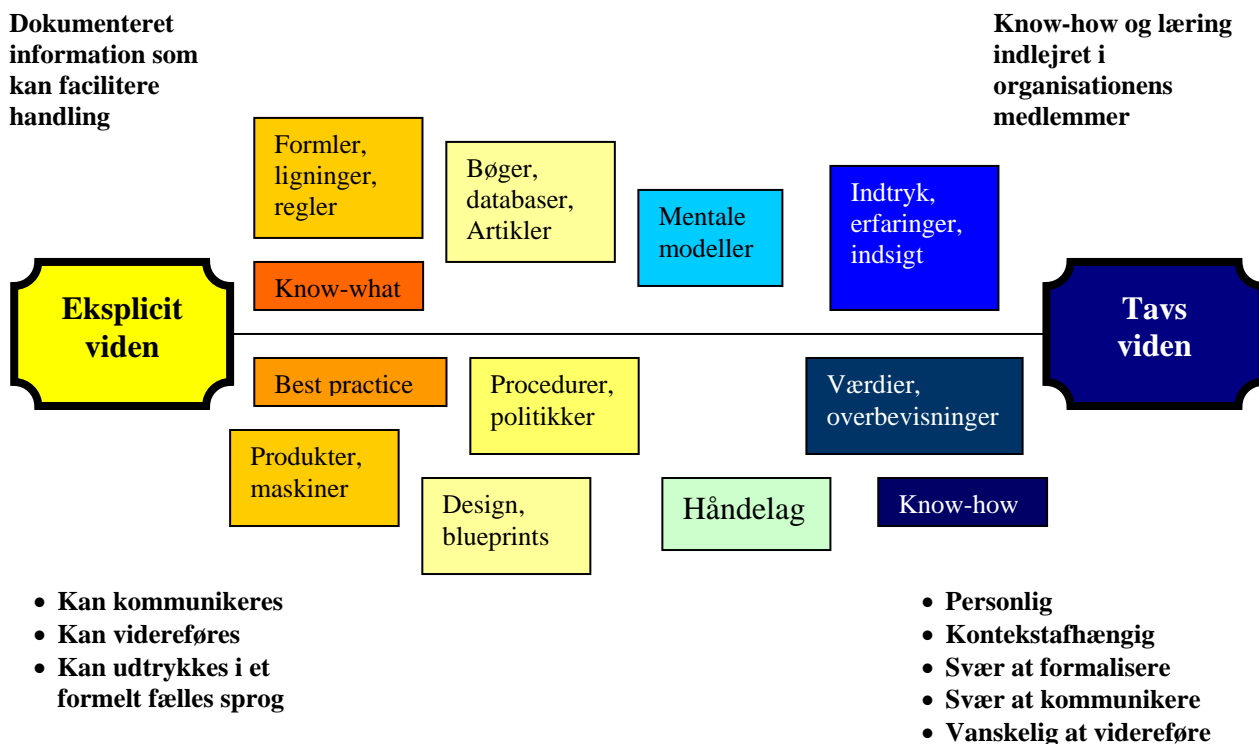 Dokumenteret
information som
kan facilitere
handling
Know-how og læring
indlejret i
organisationens
medlemmer
Formler,
ligninger,
regler
Bøger,
databaser,
Artikler
Mentale
modeller
Indtryk,
erfaringer,
indsigt
Know-what
Eksplicit
viden
Tavs
viden
Best practice
Procedurer,
politikker
Værdier,
overbevisninger
Produkter,
maskiner
Design,
blueprints
Håndelag
Know-how
• Kan kommunikeres
• Kan videreføres
• Kan udtrykkes i et
formelt fælles sprog
• Personlig
• Kontekstafhængig
• Svær at formalisere
• Svær at kommunikere
• Vanskelig at videreføre